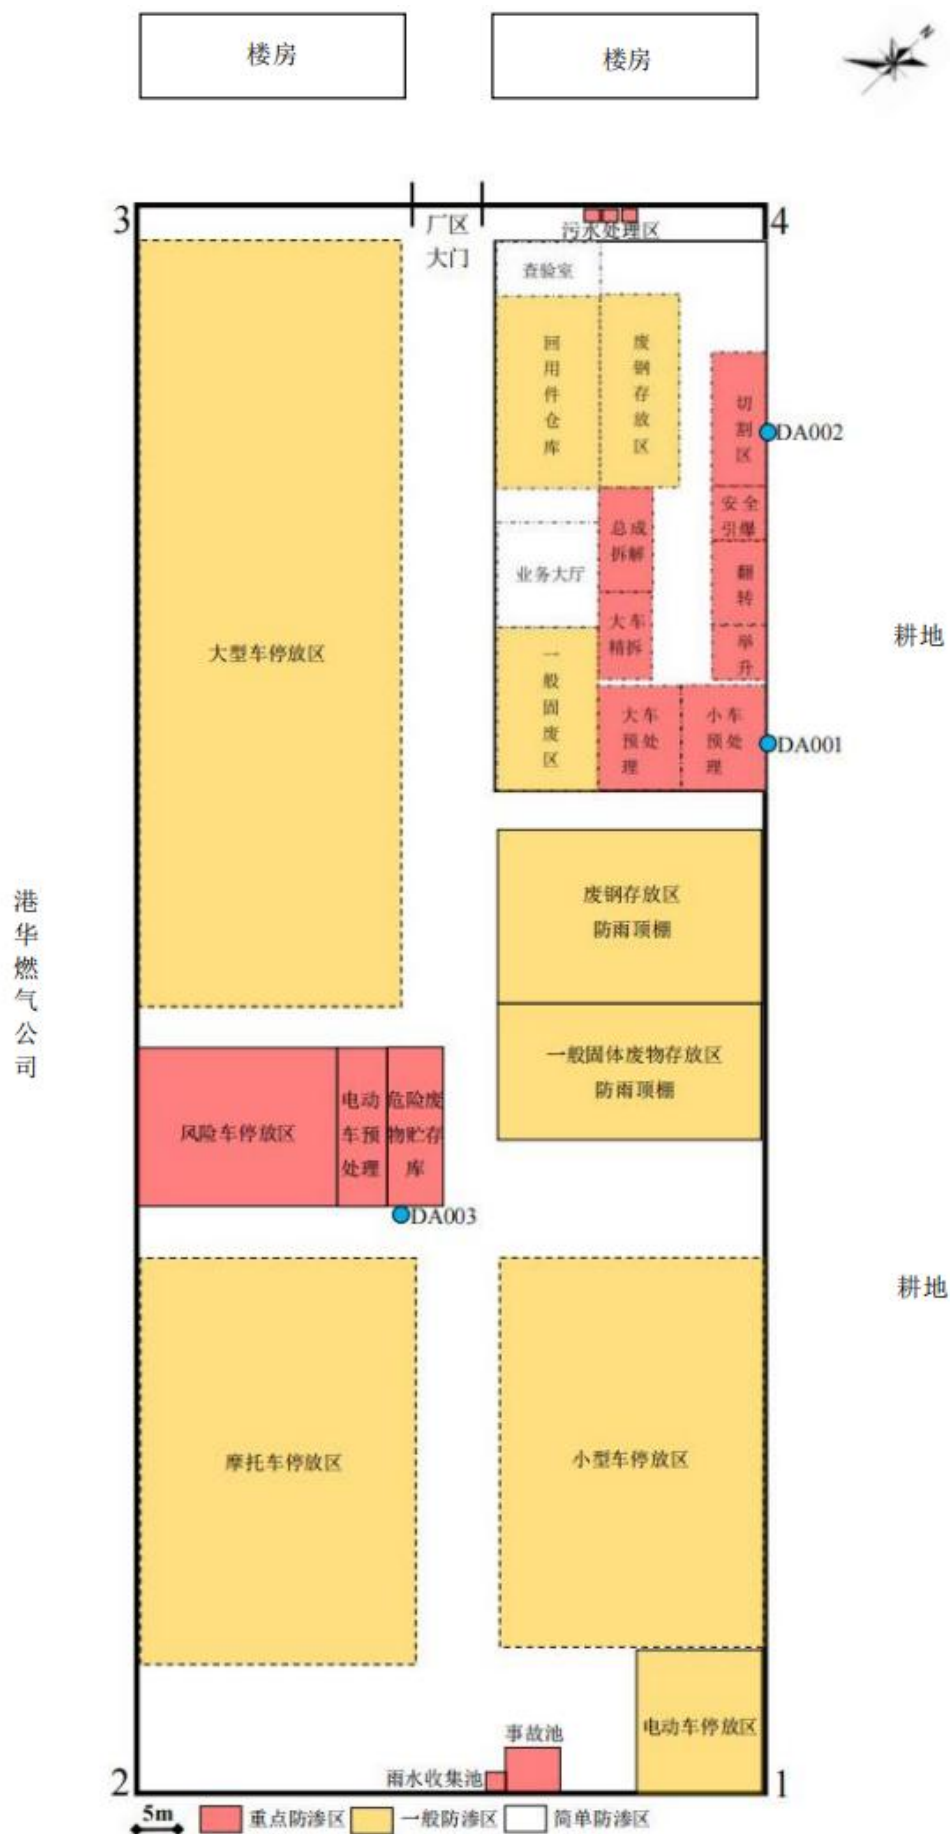 楼房
楼房
N
3
厂区
大门
污水处理区
4
查验室
回用件仓库
废钢存放区
切割区
DA002
安全
引爆
总成
拆解
业务大厅
翻转
大车
精拆
举升
耕地
大型车停放区
一般固废区
大车
预处
理
小车
预处
理
DA001
废钢存放区
防雨顶棚
港华燃气公司
一般固体废物存放区
防雨顶棚
风险车停放区
电动
车预
处理
危险废
物贮存
库
DA003
耕地
摩托车停放区
小型车停放区
电动车停放区
事故池
雨水收集池
2
1
5m
重点防渗区
一般防渗区
简单防渗区